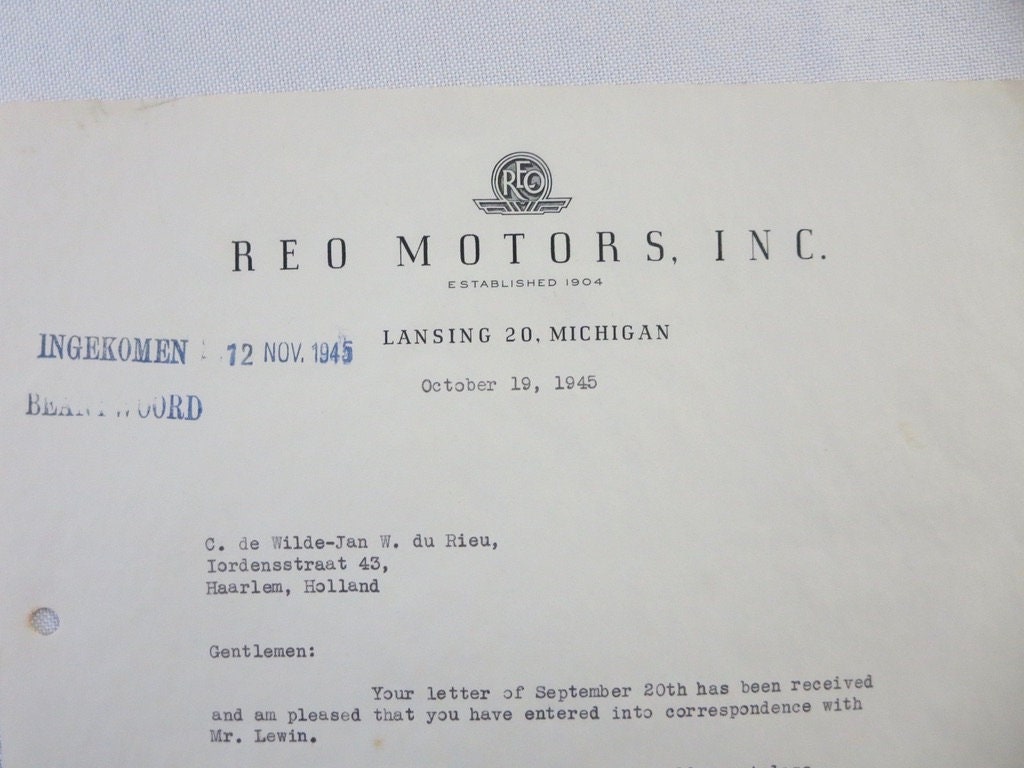 REO
REO MOTORS, INC.
ESTABLISHED 1904
LANSING 20, MICHIGAN
INGEKOMEN : 12 NOV. 1945
October 19, 1945
BEANTWOORD
C. de Wilde-Jan W. du Rieu,
Iordensstraat 43,
Haarlem, Holland
Gentlemen:
Your letter of September 20th has been received
and am pleased that you have entered into correspondence with
Mr. Lewin.